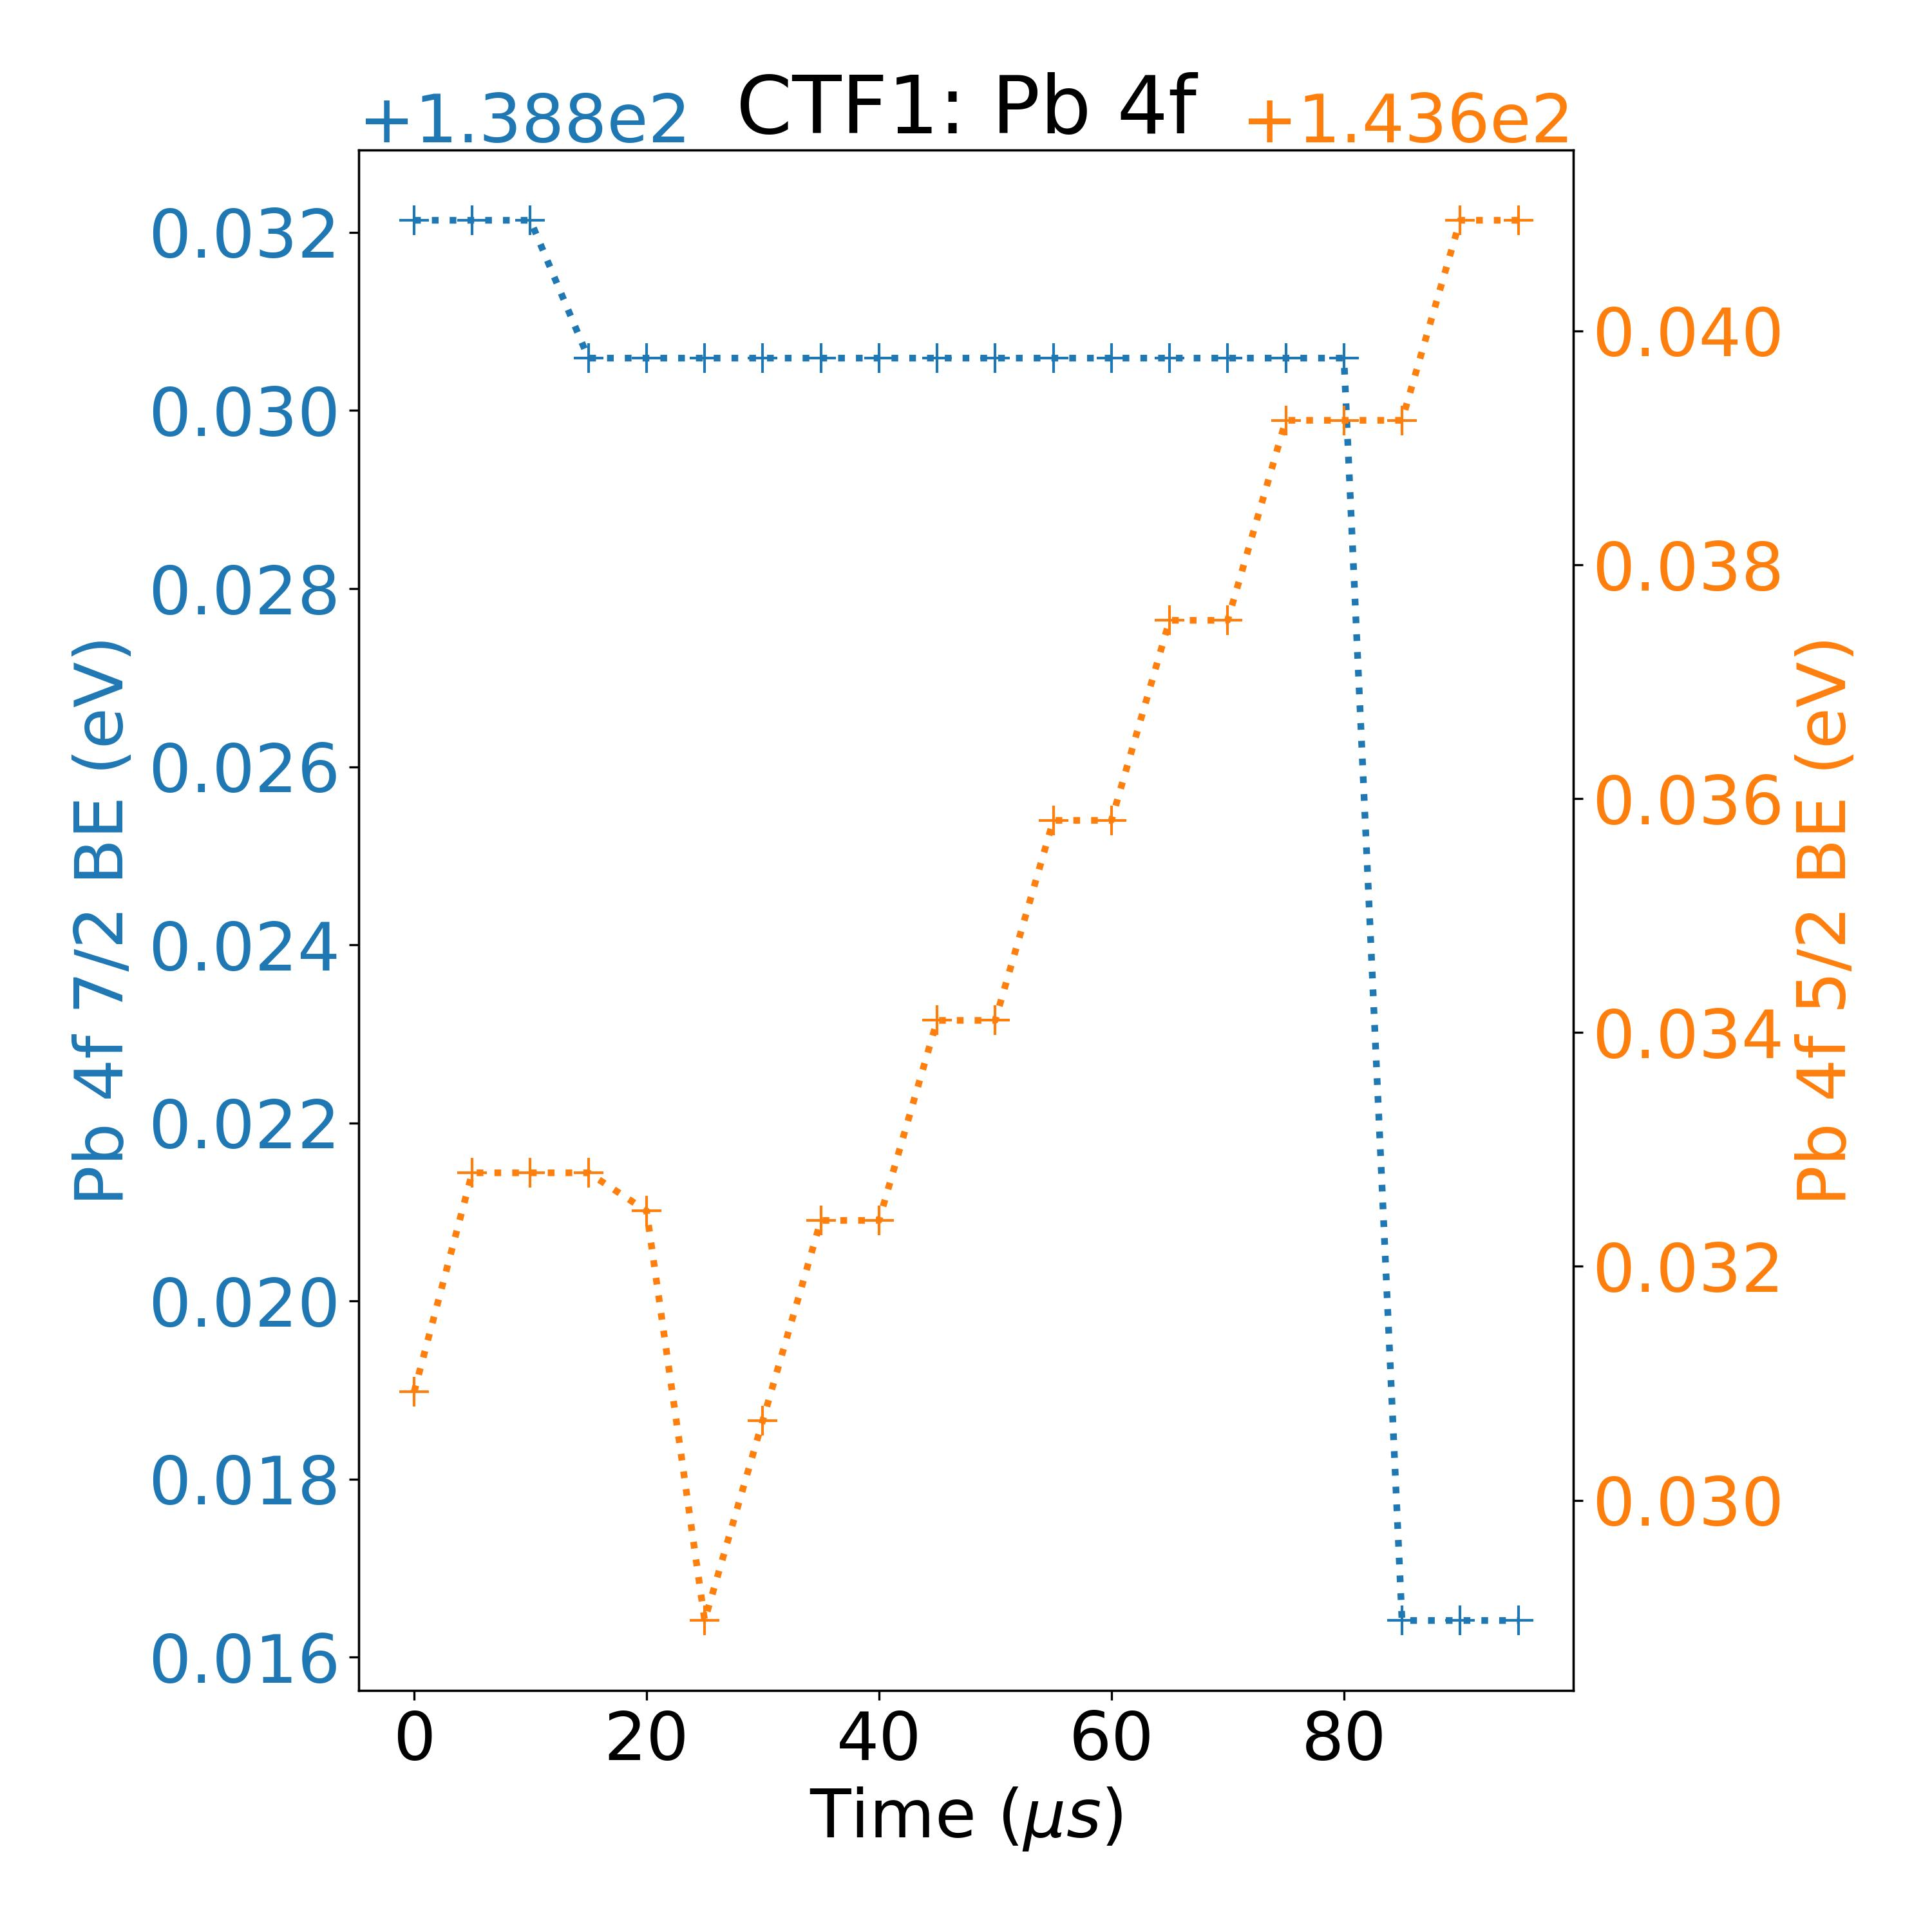 CTF1: Pb 4f
+1.388e2
+1.436e2
Pb 4f 7/2 BE (eV)
0.032
0.030
0.028
0.026
0.024
0.022
0.020
0.018
0.016
0.040
0.038
0.036
0.034
0.032
0.030
Pb 4f 5/2 BE (eV)
0 20 40 60 80
Time (μs)